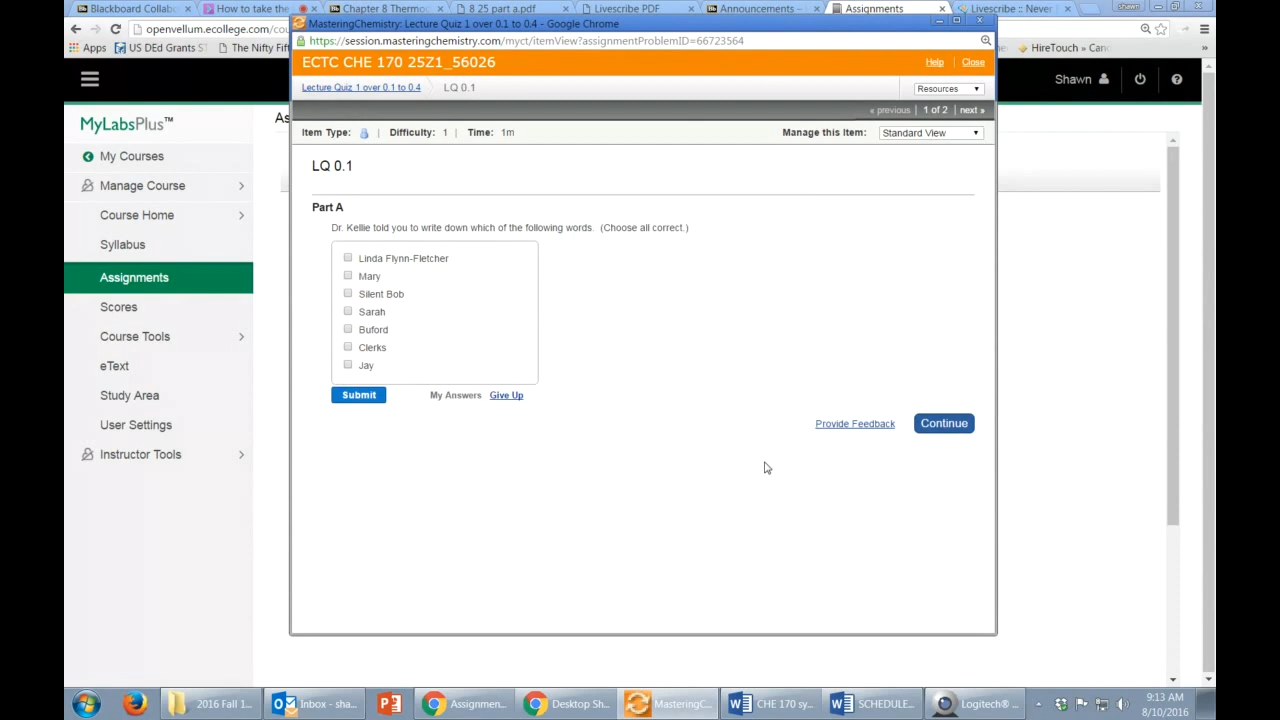 Blackboard Collabo
How to take the
Chapter 8 Thermoc
8 25 part a.pdf
Livescribe PDF
Announcements –
Assignments
Livescribe :: Never
shawn
MasteringChemistry: Lecture Quiz 1 over 0.1 to 0.4 - Google Chrome
openvellum.ecollege.com/cou
https://session.masteringchemistry.com/myct/itemView?assignmentProblemID=66723564
Apps
US DEd Grants ST
The Nifty Fift
HireTouch » Canc
»
ECTC CHE 170 25Z1_56026
Help
Close
Lecture Quiz 1 over 0.1 to 0.4
LQ 0.1
Resources
Shawn
« previous | 1 of 2 | next »
MyLabsPlus™
As
Item Type: | Difficulty: 1 | Time: 1m
Manage this Item: Standard View
My Courses
Manage Course
Course Home
Syllabus
Assignments
Scores
Course Tools
eText
Study Area
User Settings
Instructor Tools
LQ 0.1
Part A
Dr. Kellie told you to write down which of the following words. (Choose all correct.)
Linda Flynn-Fletcher
Mary
Silent Bob
Sarah
Buford
Clerks
Jay
Submit
My Answers
Give Up
Provide Feedback
Continue
2016 Fall 1...
Inbox - sha...
Assignmen...
Desktop Sh...
MasteringC...
CHE 170 sy...
SCHEDULE...
Logitech® ...
9:13 AM
8/10/2016